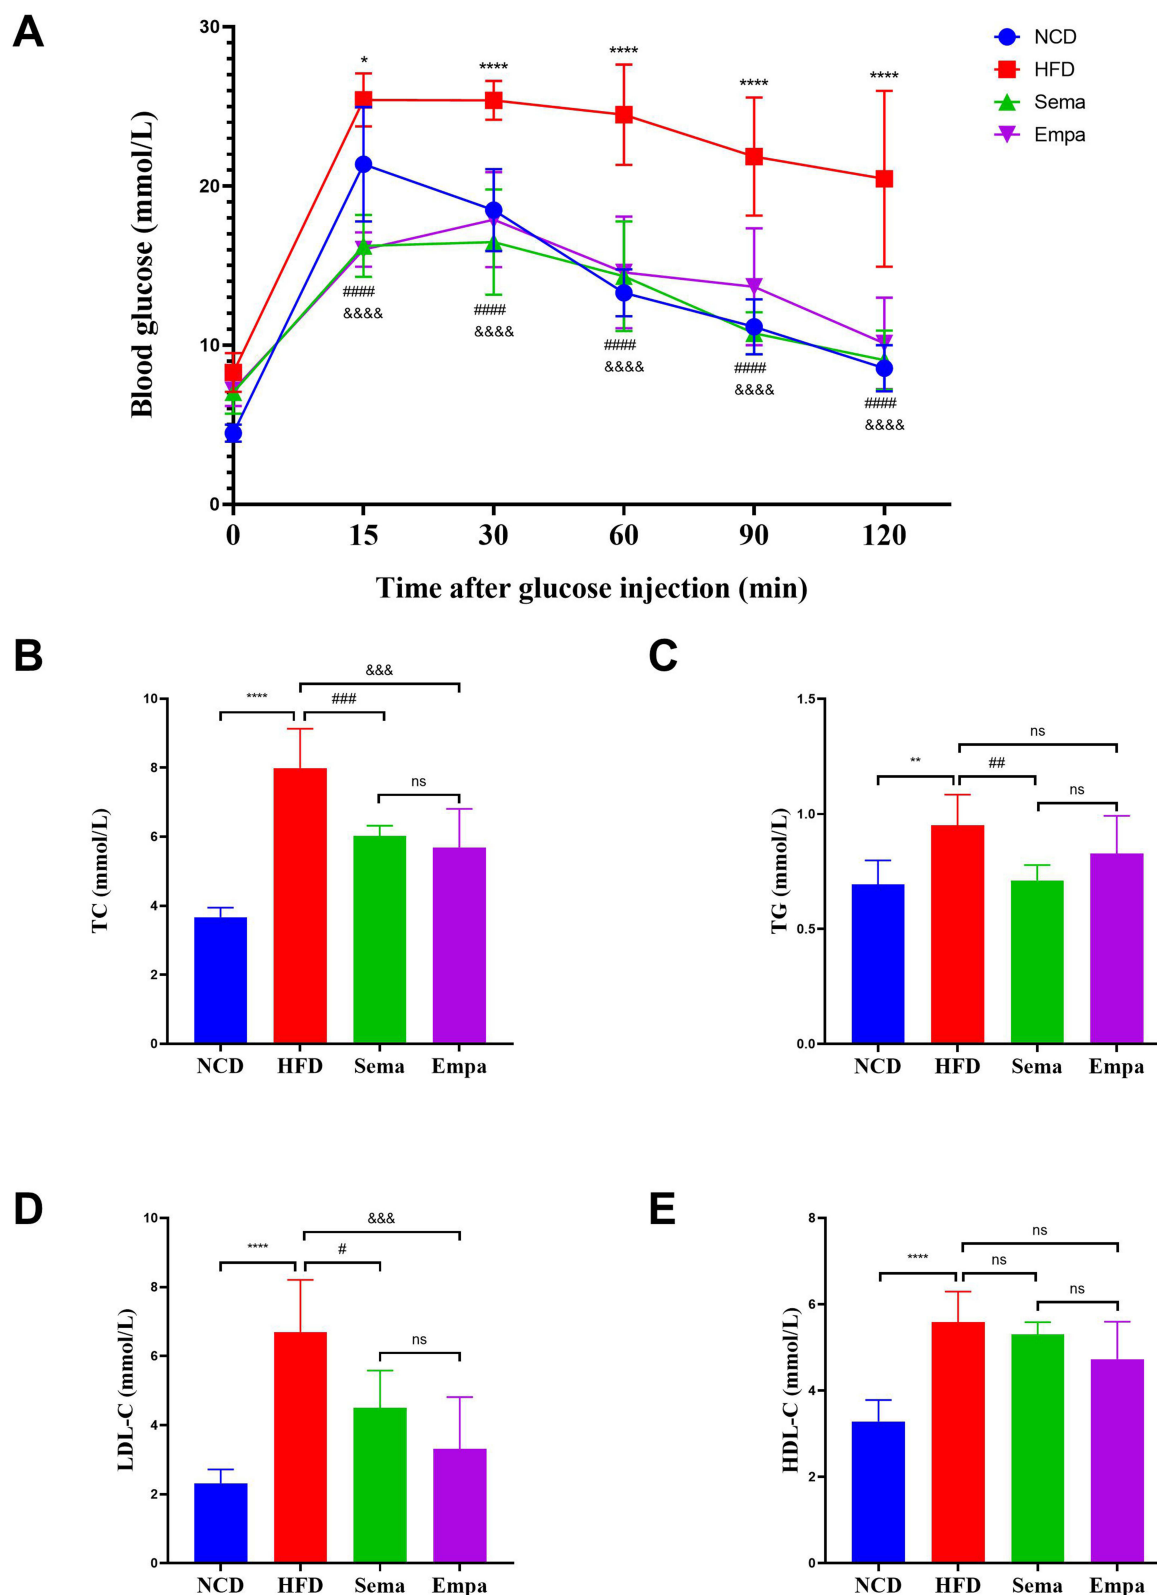 A
30
20
10
0
Blood glucose (mmol/L)
* **** **** **** ****
#### #### #### #### ####
&&&& &&&& &&&& &&&& &&&&
0 15 30 60 90 120
Time after glucose injection (min)
NCD
HFD
Sema
Empa
B
&&&
**** ###
ns
10
8
6
4
2
0
TC (mmol/L)
NCD HFD Sema Empa
C
ns
** ##
ns
1.5
1.0
0.5
0.0
TG (mmol/L)
NCD HFD Sema Empa
D
&&&
**** #
ns
10
8
6
4
2
0
LDL-C (mmol/L)
NCD HFD Sema Empa
E
ns
**** ns
ns
8
6
4
2
0
HDL-C (mmol/L)
NCD HFD Sema Empa